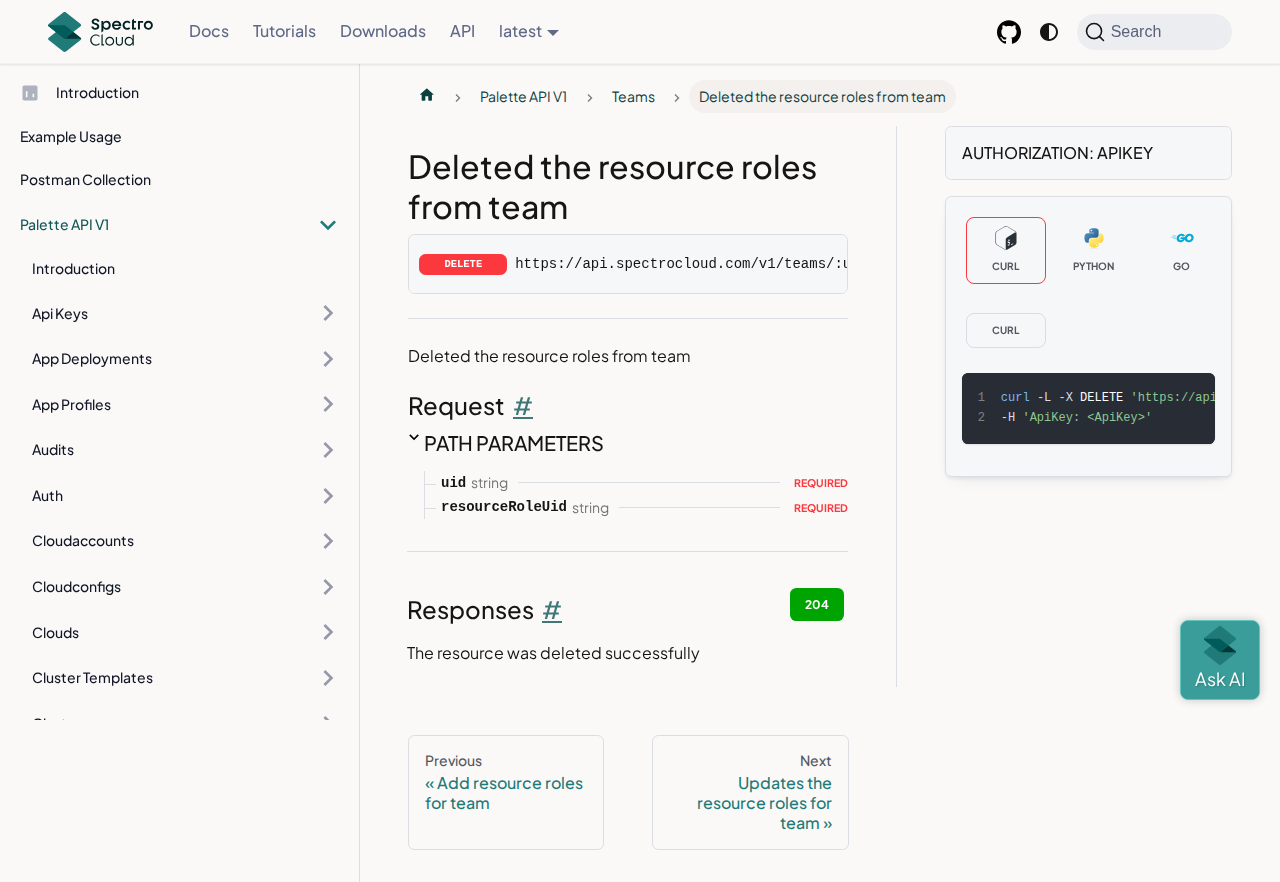 Spectro
Cloud
Docs
Tutorials
Downloads
API
latest
Search
Introduction
Example Usage
Postman Collection
Palette API V1
Introduction
Api Keys
App Deployments
App Profiles
Audits
Auth
Cloudaccounts
Cloudconfigs
Clouds
Cluster Templates
Palette API V1
Teams
Deleted the resource roles from team
Deleted the resource roles
from team
DELETE https://api.spectrocloud.com/v1/teams/:u
Deleted the resource roles from team
Request #
PATH PARAMETERS
uid string REQUIRED
resourceRoleUid string REQUIRED
Responses #
204
The resource was deleted successfully
Previous
« Add resource roles
for team
Next
Updates the
resource roles for
team »
AUTHORIZATION: APIKEY
CURL
PYTHON
GO
GO
CURL
1 curl -L -X DELETE 'https://api
2 -H 'ApiKey: <ApiKey>'
Ask AI